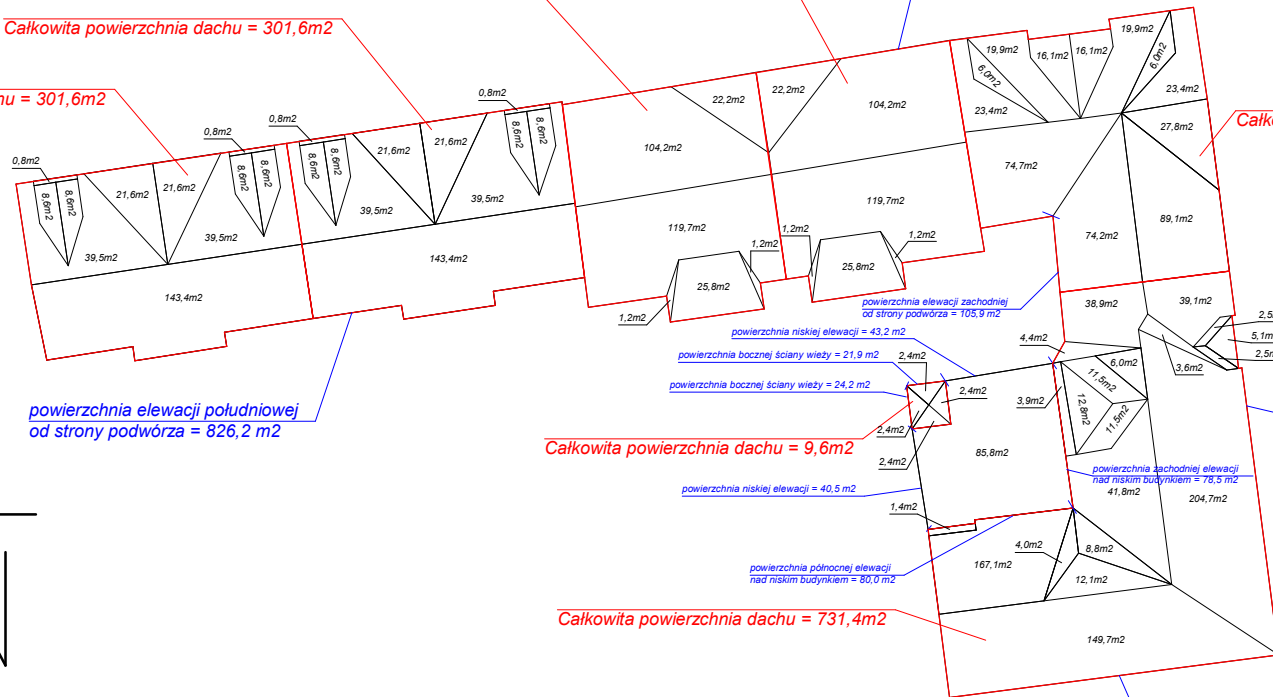 Całkowita powierzchnia dachu = 301,6m2
hu = 301,6m2
0,8m2
8,6m2
8,6m2
21,6m2
21,6m2
39,5m2
39,5m2
0,8m2
8,6m2
8,6m2
143,4m2
0,8m2
8,6m2
8,6m2
21,6m2
21,6m2
39,5m2
39,5m2
0,8m2
8,6m2
8,6m2
143,4m2
104,2m2
22,2m2
119,7m2
25,8m2
1,2m2
1,2m2
22,2m2
104,2m2
119,7m2
25,8m2
1,2m2
1,2m2
19,9m2
6,0m2
23,4m2
16,1m2
16,1m2
19,9m2
6,0m2
23,4m2
27,8m2
Całko
74,7m2
74,2m2
89,1m2
38,9m2
39,1m2
4,4m2
3,6m2
2,5
5,1m
2,5m
powierzchnia elewacji zachodniej
od strony podwórza = 105,9 m2
powierzchnia niskiej elewacji = 43,2 m2
powierzchnia bocznej ściany wieży = 21,9 m2
powierzchnia bocznej ściany wieży = 24,2 m2
2,4m2
2,4m2
2,4m2
2,4m2
Całkowita powierzchnia dachu = 9,6m2
powierzchnia elewacji południowej
od strony podwórza = 826,2 m2
3,9m2
12,8m2
11,5m2
11,5m2
6,0m2
85,8m2
powierzchnia zachodniej elewacji
nad niskim budynkiem = 78,5 m2
41,8m2
204,7m2
powierzchnia niskiej elewacji = 40,5 m2
1,4m2
167,1m2
4,0m2
8,8m2
12,1m2
powierzchnia północnej elewacji
nad niskim budynkiem = 80,0 m2
Całkowita powierzchnia dachu = 731,4m2
149,7m2